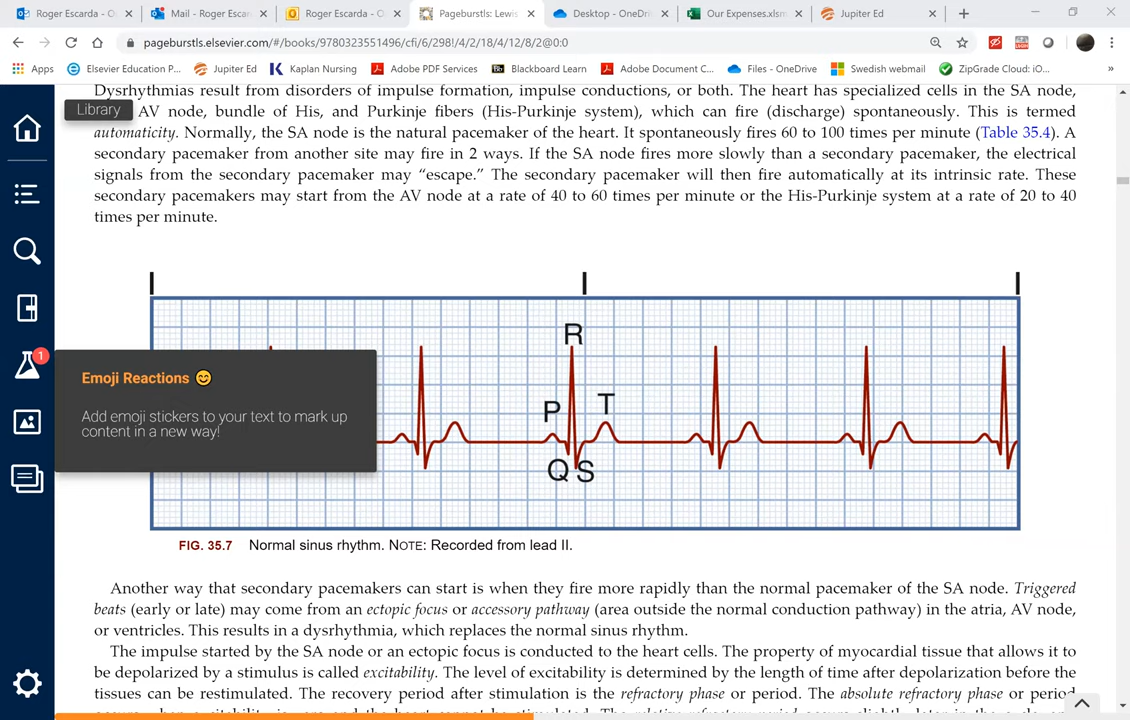 Roger Escarda - O
Mail - Roger Escar
Roger Escarda - O
Pageburstls: Lewis
Desktop - OneDri
Our Expenses.xlsm
Jupiter Ed
pageburstls.elsevier.com/#/books/9780323551496/cfi/6/298!/4/2/18/4/12/8/2@0:0
Apps
Elsevier Education P...
Jupiter Ed
Kaplan Nursing
Adobe PDF Services
Blackboard Learn
Adobe Document C...
Files - OneDrive
Swedish webmail
ZipGrade Cloud: iO...
»
Dysrhythmias result from disorders of impulse formation, impulse conductions, or both. The heart has specialized cells in the SA node,
Library
AV node, bundle of His, and Purkinje fibers (His-Purkinje system), which can fire (discharge) spontaneously. This is termed
automaticity. Normally, the SA node is the natural pacemaker of the heart. It spontaneously fires 60 to 100 times per minute (Table 35.4). A
secondary pacemaker from another site may fire in 2 ways. If the SA node fires more slowly than a secondary pacemaker, the electrical
signals from the secondary pacemaker may “escape.” The secondary pacemaker will then fire automatically at its intrinsic rate. These
secondary pacemakers may start from the AV node at a rate of 40 to 60 times per minute or the His-Purkinje system at a rate of 20 to 40
times per minute.
R
P
T
Q S
1
Emoji Reactions 😊
Add emoji stickers to your text to mark up
content in a new way!
FIG. 35.7 Normal sinus rhythm. NOTE: Recorded from lead II.
Another way that secondary pacemakers can start is when they fire more rapidly than the normal pacemaker of the SA node. Triggered
beats (early or late) may come from an ectopic focus or accessory pathway (area outside the normal conduction pathway) in the atria, AV node,
or ventricles. This results in a dysrhythmia, which replaces the normal sinus rhythm.
The impulse started by the SA node or an ectopic focus is conducted to the heart cells. The property of myocardial tissue that allows it to
be depolarized by a stimulus is called excitability. The level of excitability is determined by the length of time after depolarization before the
tissues can be restimulated. The recovery period after stimulation is the refractory phase or period. The absolute refractory phase or period